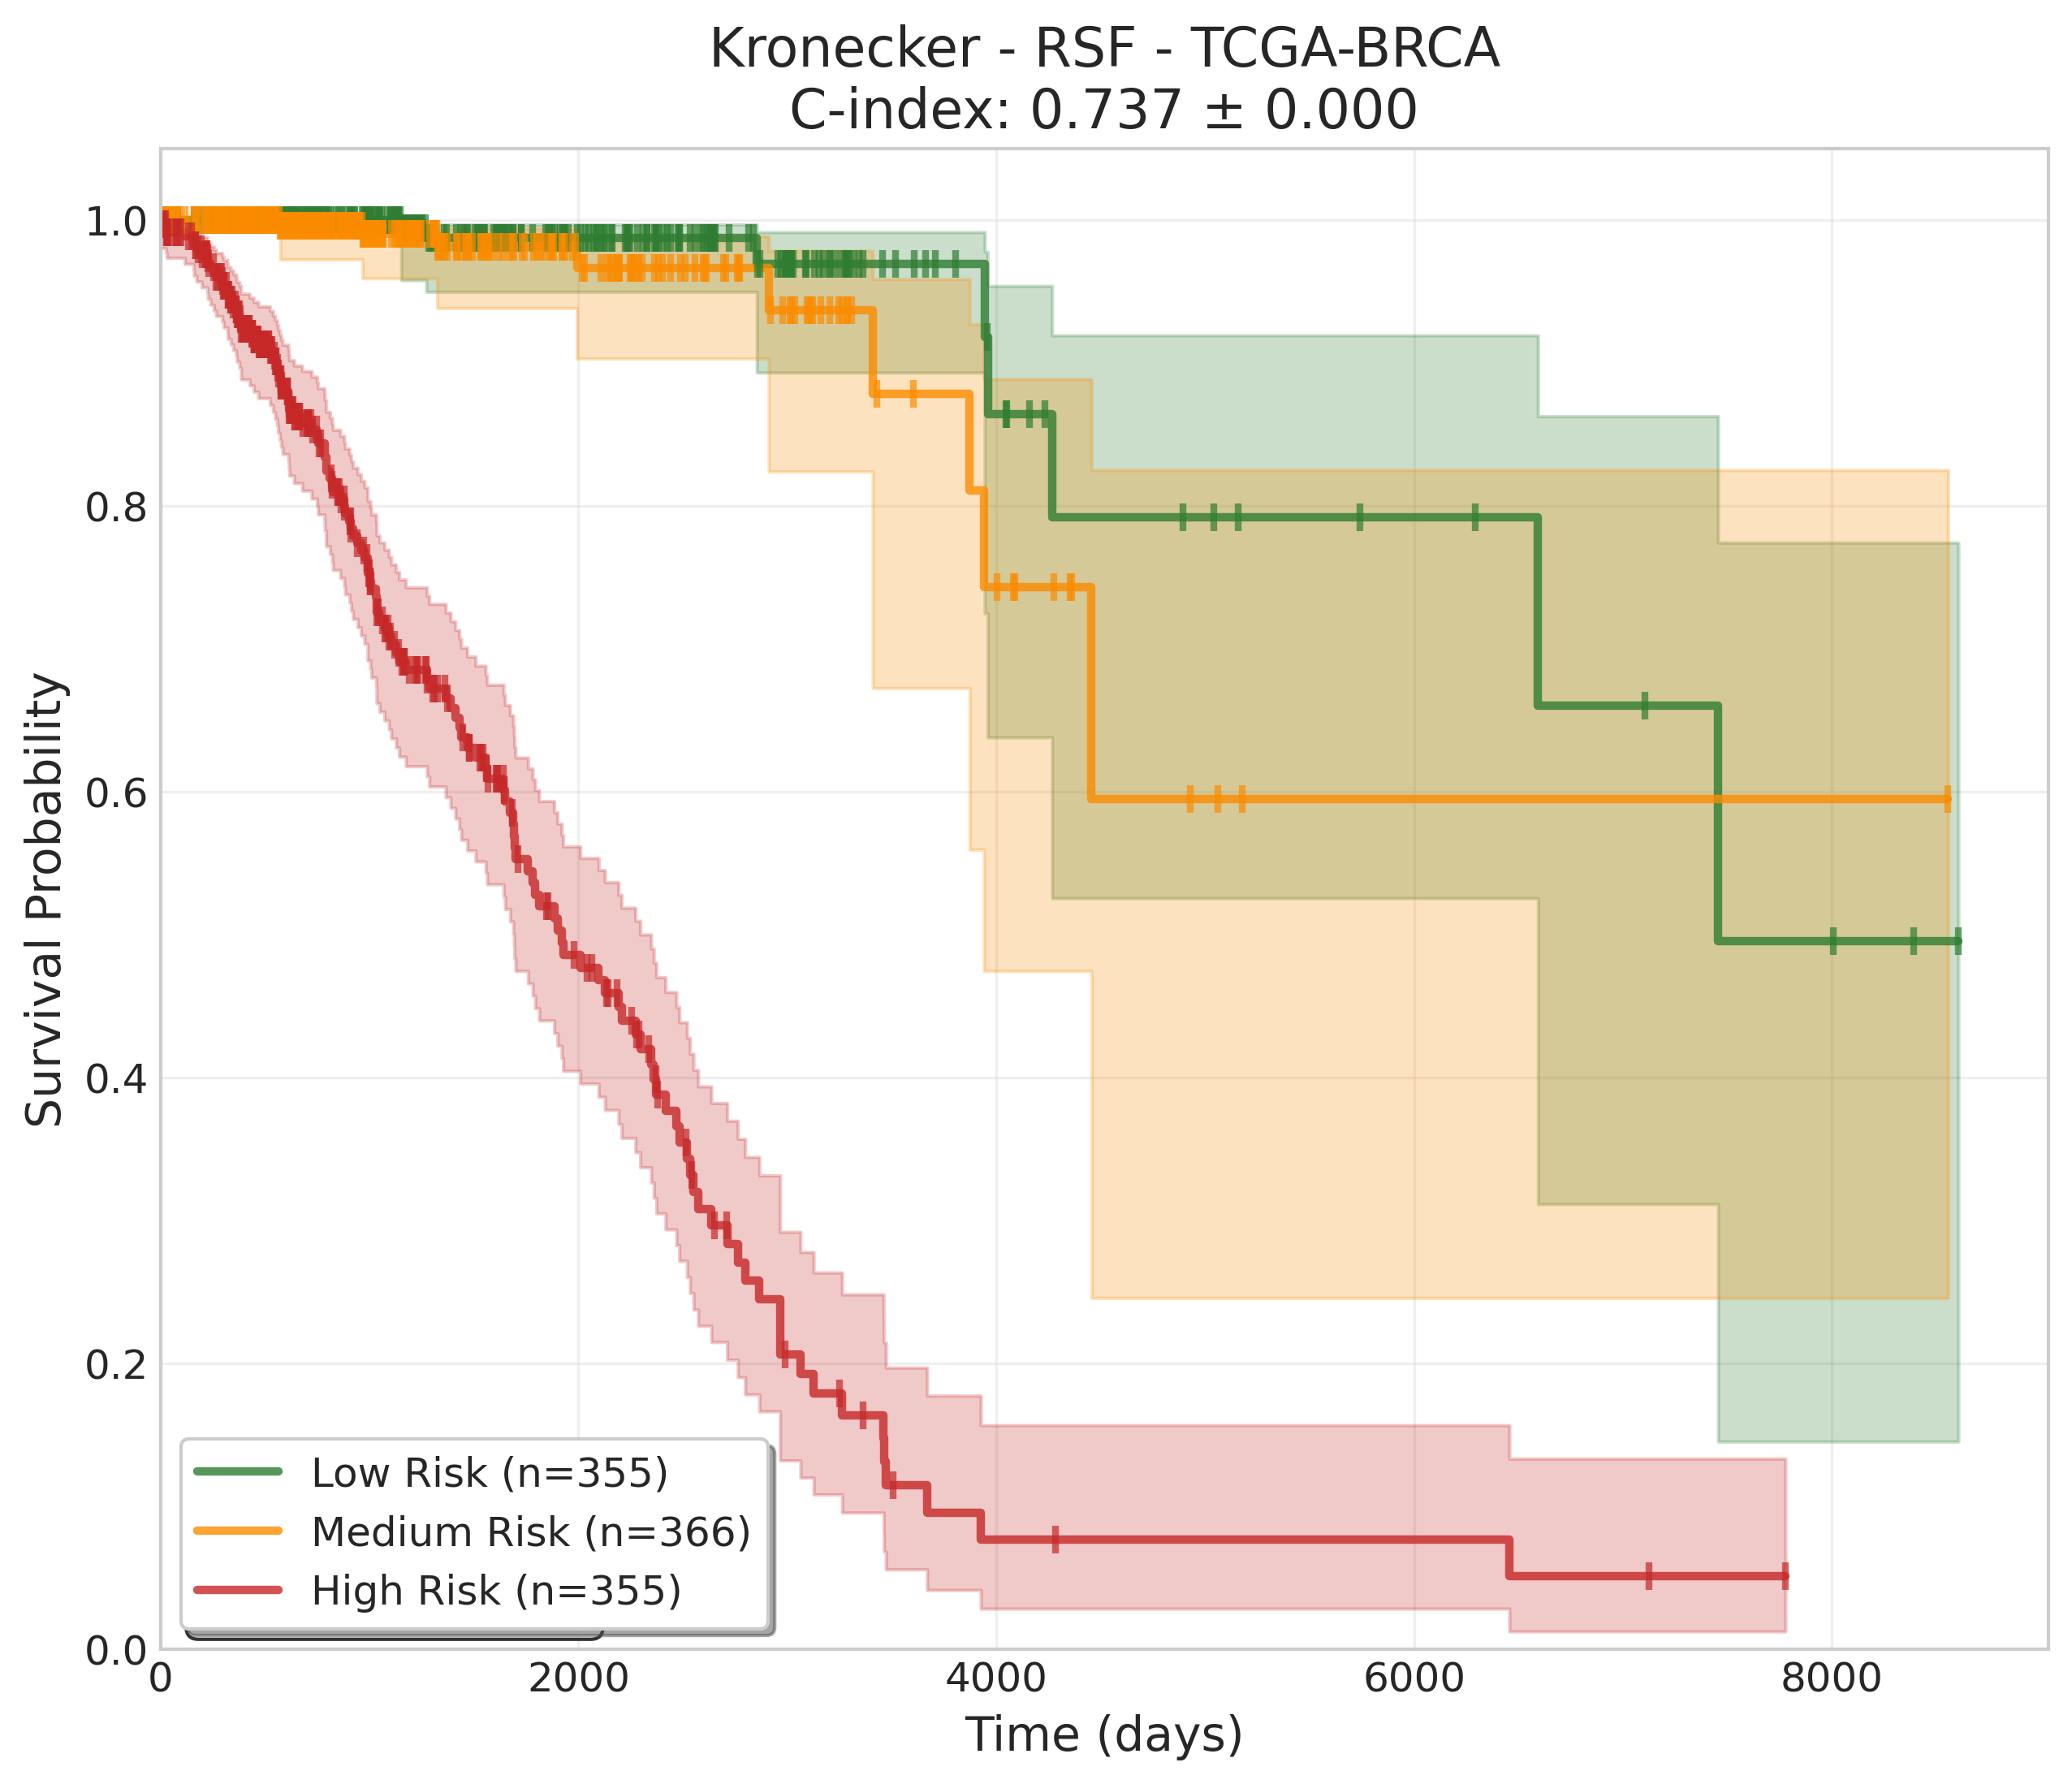 Kronecker - RSF - TCGA-BRCA
C-index: 0.737 ± 0.000
Survival Probability
1.0
0.8
0.6
0.4
0.2
0.0
Low Risk (n=355)
Medium Risk (n=366)
High Risk (n=355)
0 2000 4000 6000 8000
Time (days)